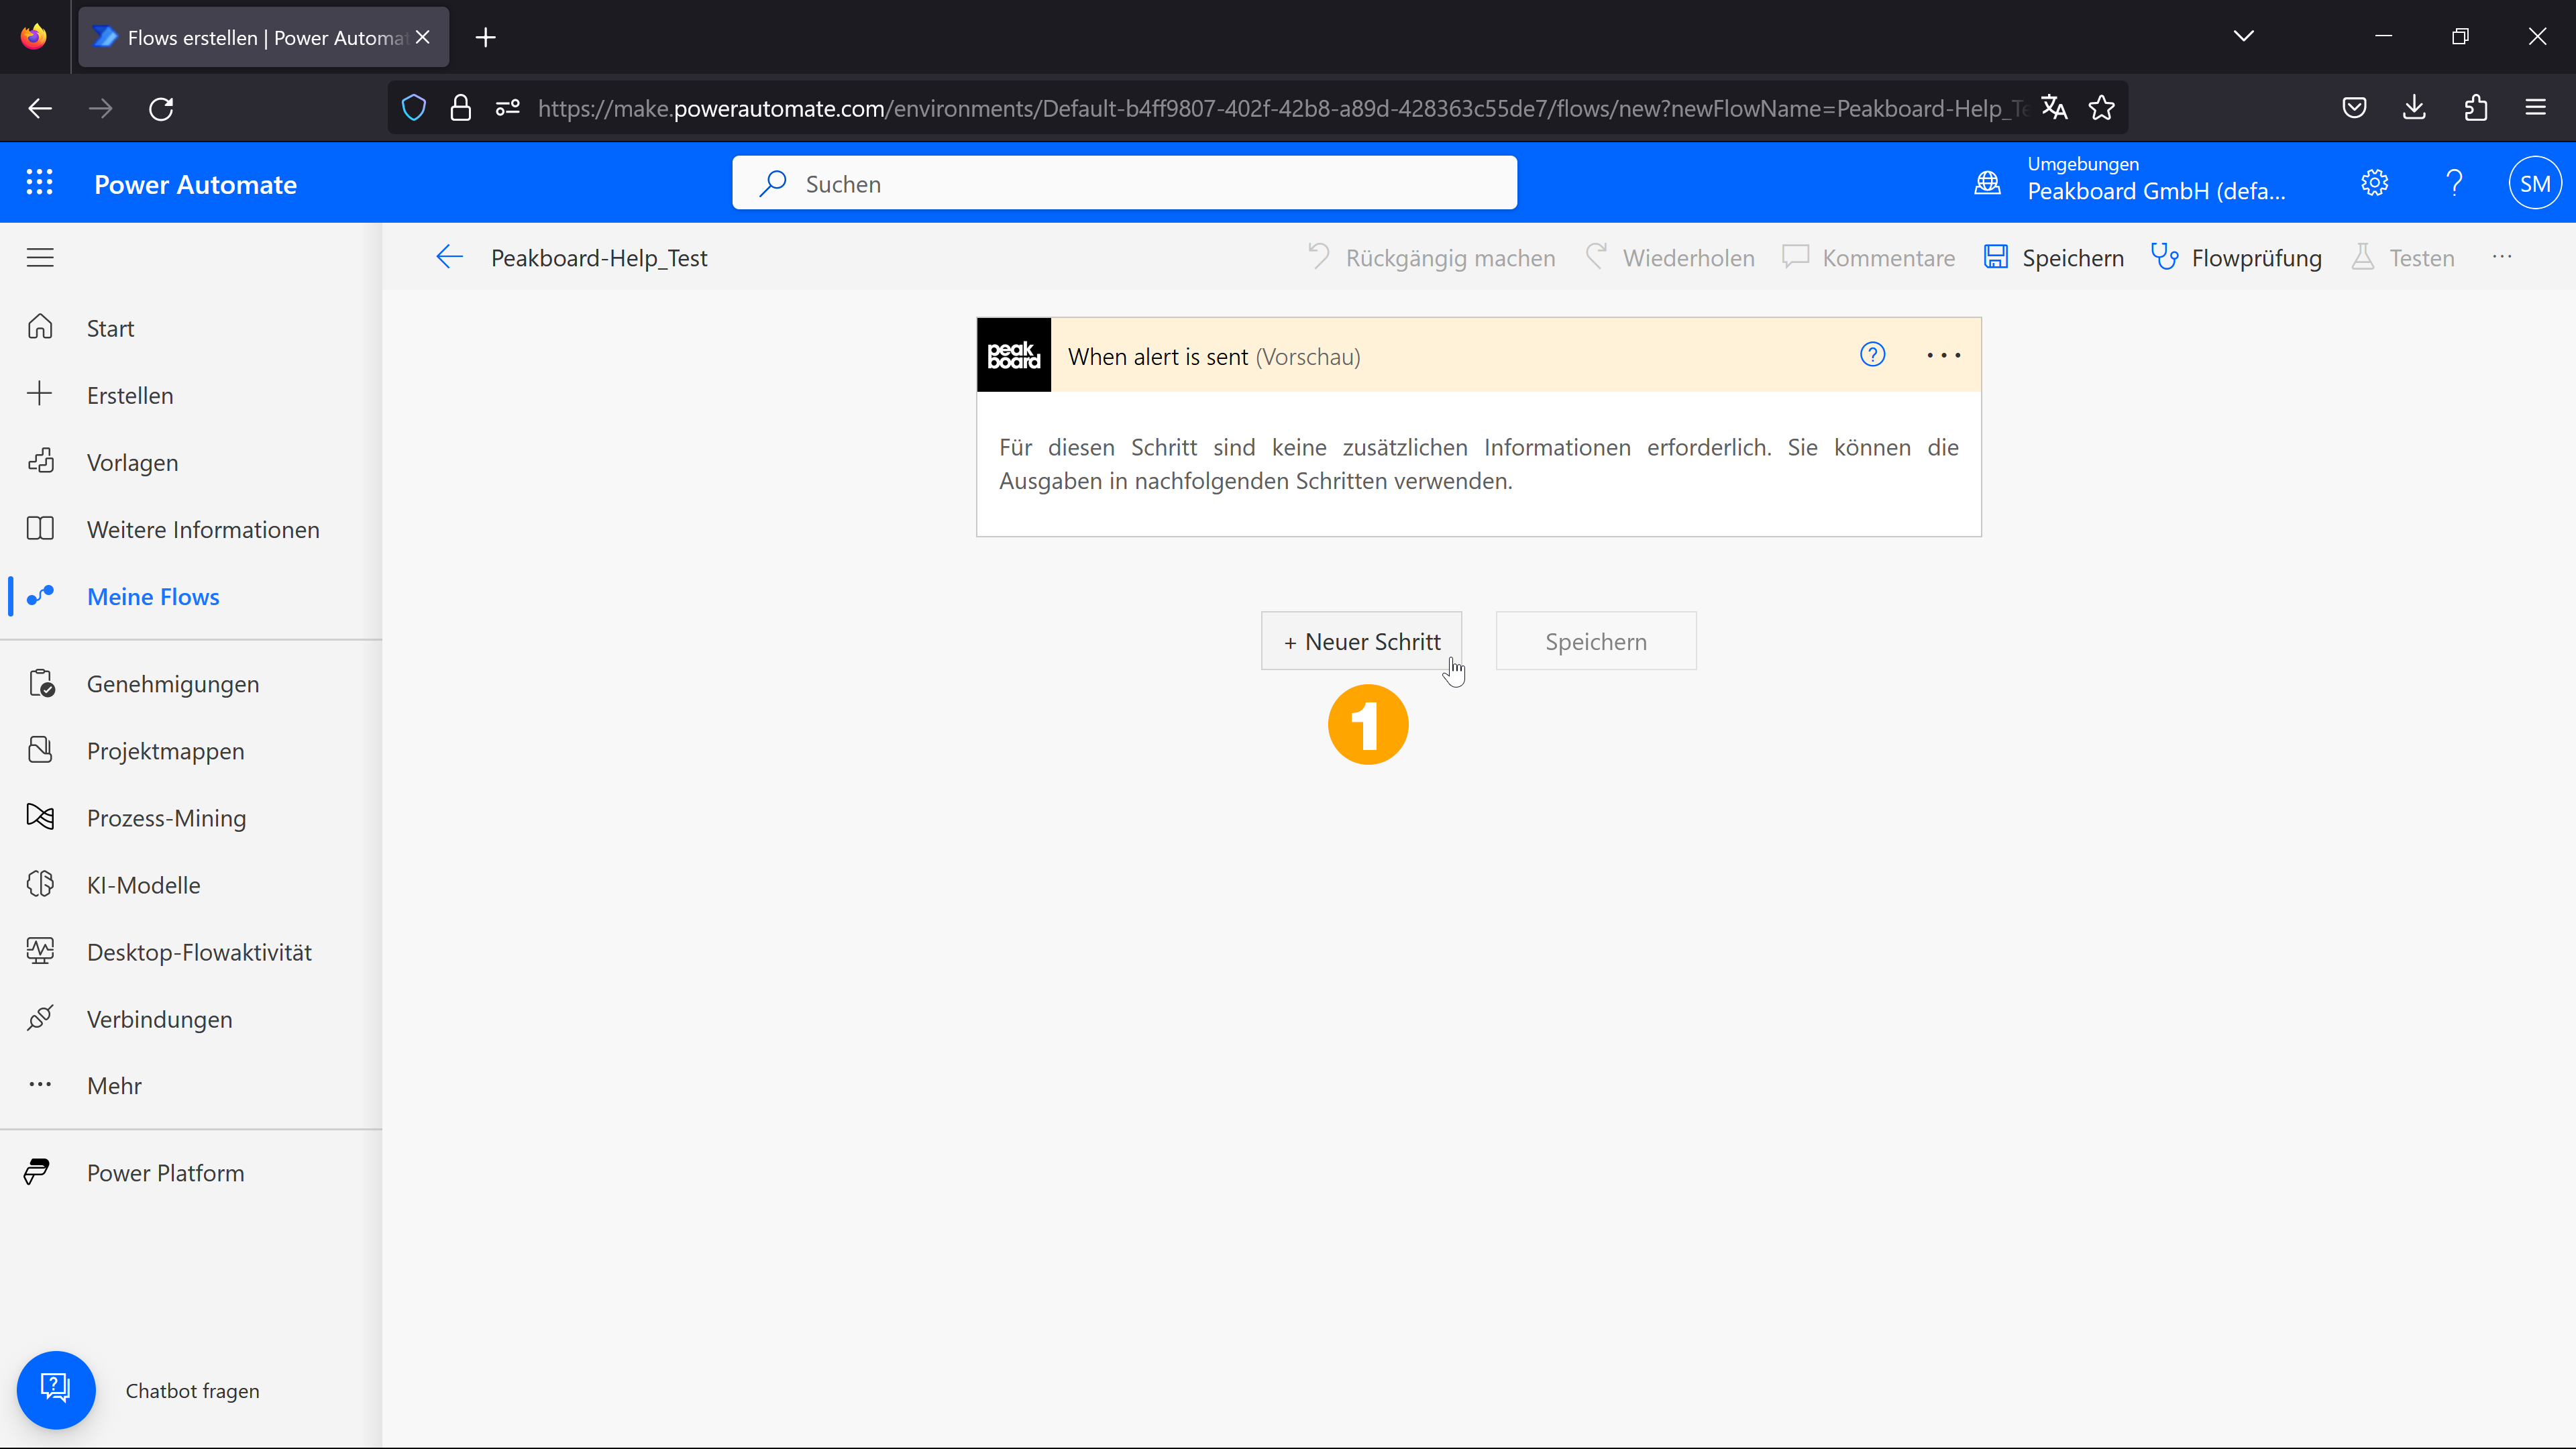 Flows erstellen | Power Automa
https://make.powerautomate.com/environments/Default-b4ff9807-402f-42b8-a89d-428363c55de7/flows/new?newFlowName=Peakboard-Help_Te
Power Automate
Suchen
Umgebungen
Peakboard GmbH (defa...
SM
Peakboard-Help_Test
Rückgängig machen
Wiederholen
Kommentare
Speichern
Flowprüfung
Testen
Start
Erstellen
Vorlagen
Weitere Informationen
Meine Flows
Genehmigungen
Projektmappen
Prozess-Mining
KI-Modelle
Desktop-Flowaktivität
Verbindungen
Mehr
Power Platform
Chatbot fragen
peak
board
When alert is sent (Vorschau)
Für diesen Schritt sind keine zusätzlichen Informationen erforderlich. Sie können die
Ausgaben in nachfolgenden Schritten verwenden.
+ Neuer Schritt
Speichern
1